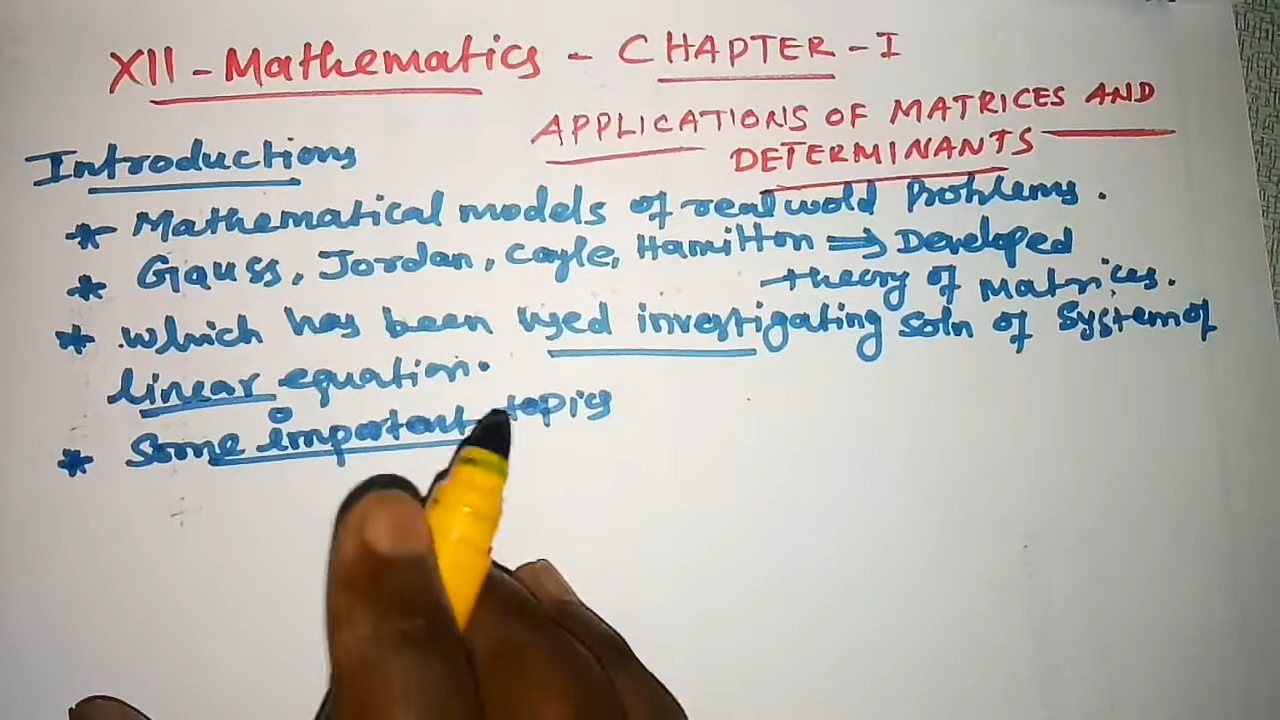 XII - Mathematics - CHAPTER - I
APPLICATIONS OF MATRICES AND
DETERMINANTS
Introductions
* Mathematical models of real wold Problems.
* Gauss, Jordan, Cayle, Hamilton ⇒ Developed
theory of Matrices.
* which has been used investigating soln of System of
linear equation.
* Some important topics